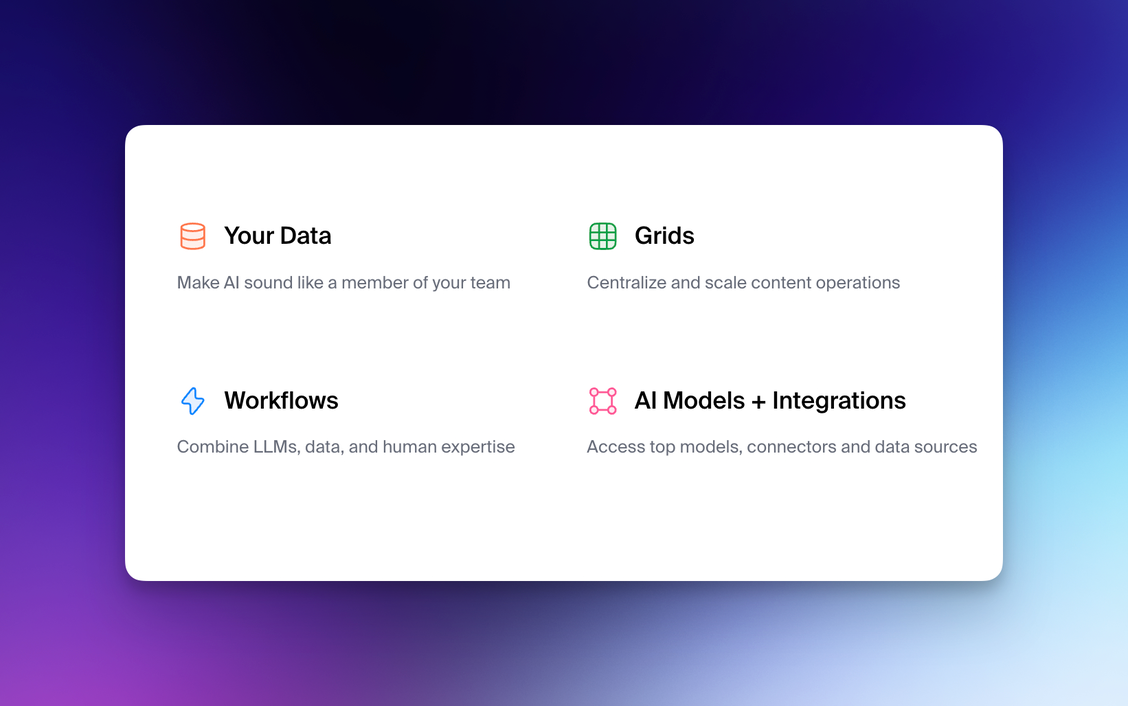 Your Data
Make AI sound like a member of your team
Grids
Centralize and scale content operations
Workflows
Combine LLMs, data, and human expertise
AI Models + Integrations
Access top models, connectors and data sources